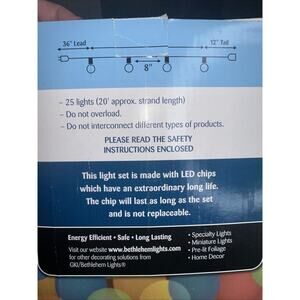 36" Lead
12" Tail
8"
– 25 lights (20' approx. strand length)
– Do not overload.
– Do not interconnect different types of products.
PLEASE READ THE SAFETY
INSTRUCTIONS ENCLOSED
This light set is made with LED chips
which have an extraordinary long life.
The chip will last as long as the set
and is not replaceable.
Energy Efficient • Safe • Long Lasting
Visit our website www.bethlehemlights.com
for other decorating solutions from
GKI/Bethlehem Lights®
• Specialty Lights
• Miniature Lights
• Pre-lit Foliage
• Home Decor